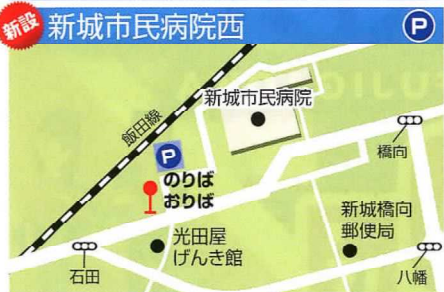 新設
新城市民病院西
P
新城市民病院
飯田線
橋向
P
のりば
おりば
新城橋向
郵便局
光田屋
げんき館
石田
八幡